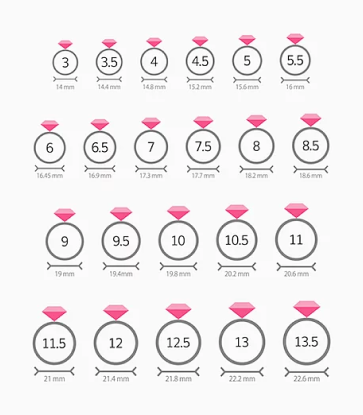 3 3.5 4 4.5 5 5.5
14 mm 14.4 mm 14.8 mm 15.2 mm 15.6 mm 16 mm
6 6.5 7 7.5 8 8.5
16.45 mm 16.9 mm 17.3 mm 17.7 mm 18.2 mm 18.6 mm
9 9.5 10 10.5 11
19 mm 19.4mm 19.8 mm 20.2 mm 20.6 mm
11.5 12 12.5 13 13.5
21 mm 21.4 mm 21.8 mm 22.2 mm 22.6 mm